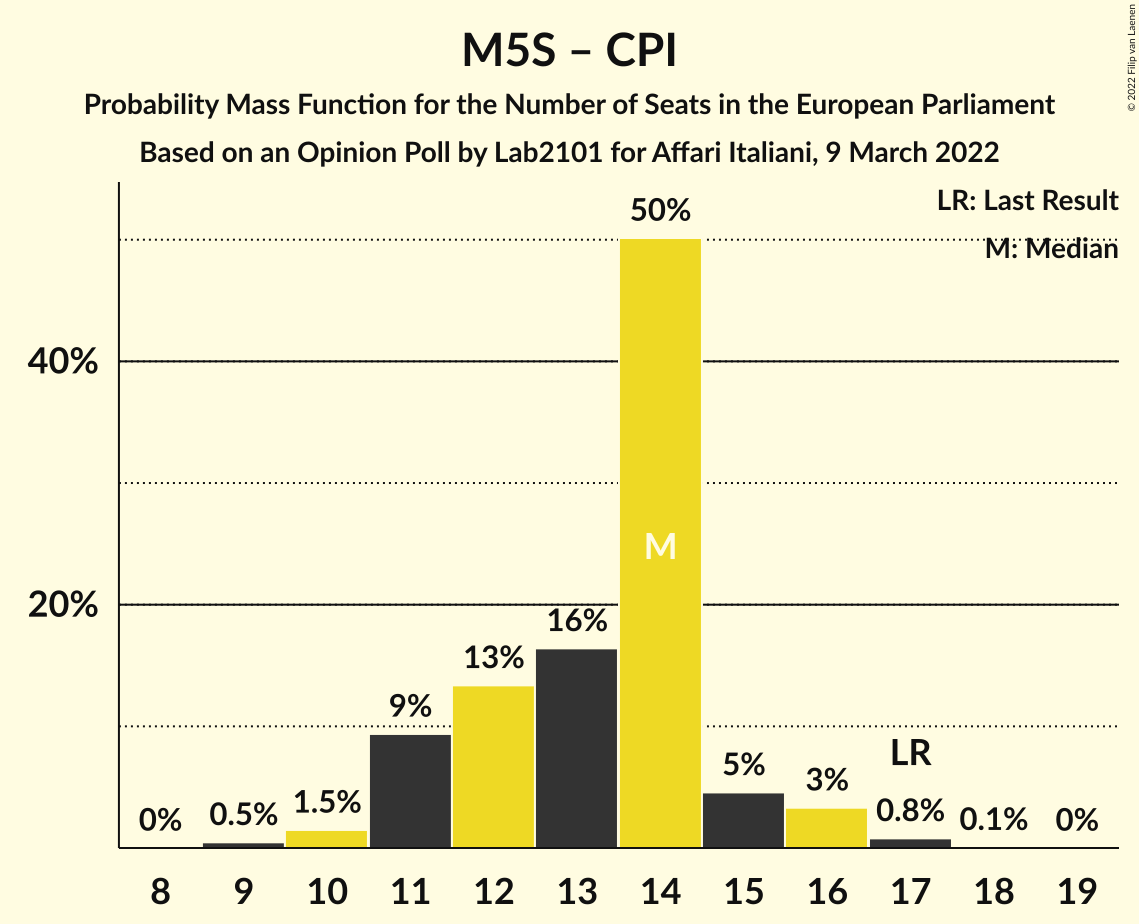 M5S – CPI
Probability Mass Function for the Number of Seats in the European Parliament
Based on an Opinion Poll by Lab2101 for Affari Italiani, 9 March 2022
© 2022 Filip van Laenen
LR: Last Result
M: Median
40%
20%
0%
0.5%
1.5%
9%
13%
16%
50%
M
5%
3%
LR
0.8%
0.1%
0%
8 9 10 11 12 13 14 15 16 17 18 19